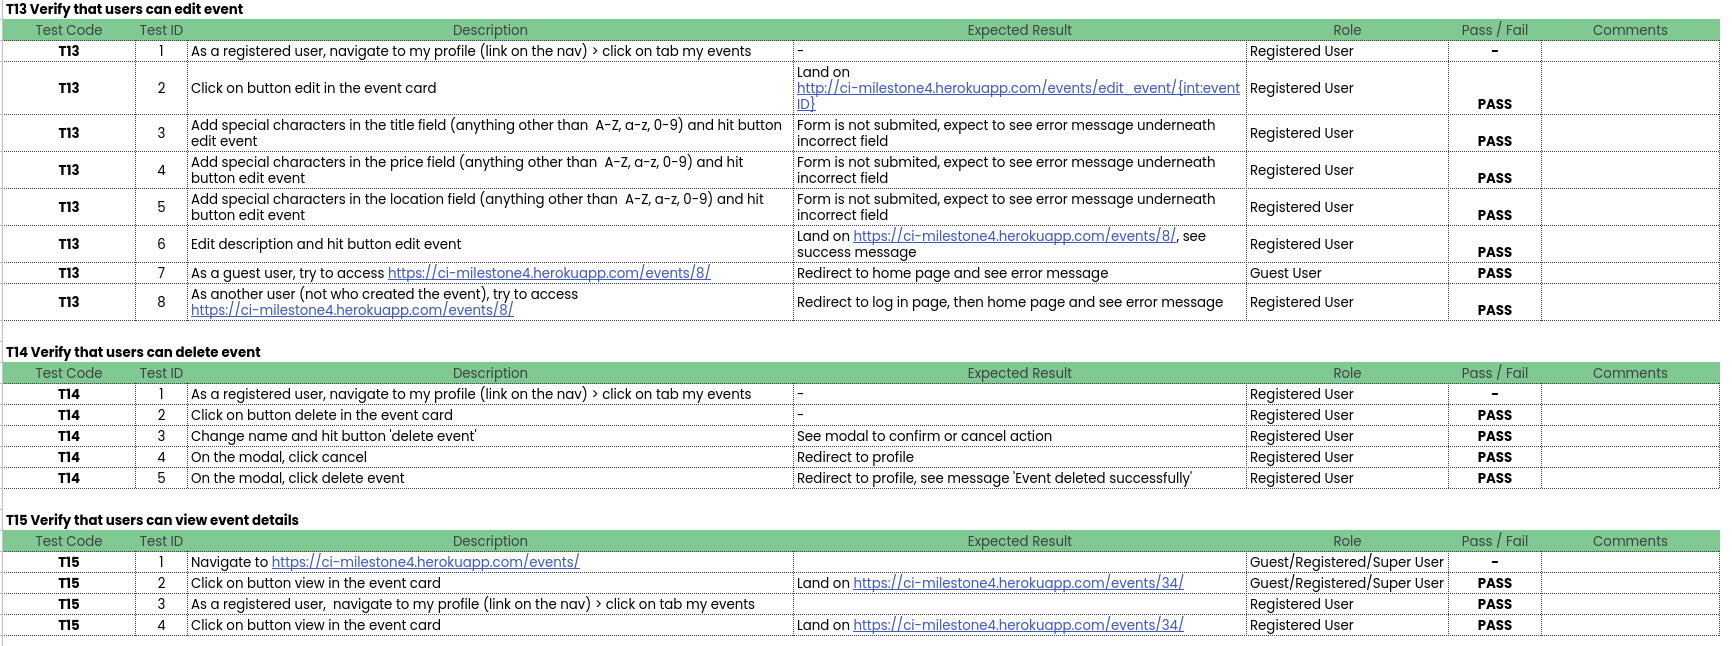 T13 Verify that users can edit event
Test Code Test ID Description Expected Result Role Pass / Fail Comments
T13 1 As a registered user, navigate to my profile (link on the nav) > click on tab my events - Registered User -
T13 2 Click on button edit in the event card Land on
http://ci-milestone4.herokuapp.com/events/edit_event/{int:event
ID} Registered User PASS
T13 3 Add special characters in the title field (anything other than  A-Z, a-z, 0-9) and hit button
edit event Form is not submited, expect to see error message underneath
incorrect field Registered User PASS
T13 4 Add special characters in the price field (anything other than  A-Z, a-z, 0-9) and hit
button edit event Form is not submited, expect to see error message underneath
incorrect field Registered User PASS
T13 5 Add special characters in the location field (anything other than  A-Z, a-z, 0-9) and hit
button edit event Form is not submited, expect to see error message underneath
incorrect field Registered User PASS
T13 6 Edit description and hit button edit event Land on https://ci-milestone4.herokuapp.com/events/8/, see
success message Registered User PASS
T13 7 As a guest user, try to access https://ci-milestone4.herokuapp.com/events/8/ Redirect to home page and see error message Guest User PASS
T13 8 As another user (not who created the event), try to access
https://ci-milestone4.herokuapp.com/events/8/ Redirect to log in page, then home page and see error message Registered User PASS
T14 Verify that users can delete event
Test Code Test ID Description Expected Result Role Pass / Fail Comments
T14 1 As a registered user, navigate to my profile (link on the nav) > click on tab my events - Registered User -
T14 2 Click on button delete in the event card - Registered User PASS
T14 3 Change name and hit button 'delete event' See modal to confirm or cancel action Registered User PASS
T14 4 On the modal, click cancel Redirect to profile Registered User PASS
T14 5 On the modal, click delete event Redirect to profile, see message 'Event deleted successfully' Registered User PASS
T15 Verify that users can view event details
Test Code Test ID Description Expected Result Role Pass / Fail Comments
T15 1 Navigate to https://ci-milestone4.herokuapp.com/events/ Guest/Registered/Super User -
T15 2 Click on button view in the event card Land on https://ci-milestone4.herokuapp.com/events/34/ Guest/Registered/Super User PASS
T15 3 As a registered user,  navigate to my profile (link on the nav) > click on tab my events Registered User PASS
T15 4 Click on button view in the event card Land on https://ci-milestone4.herokuapp.com/events/34/ Registered User PASS